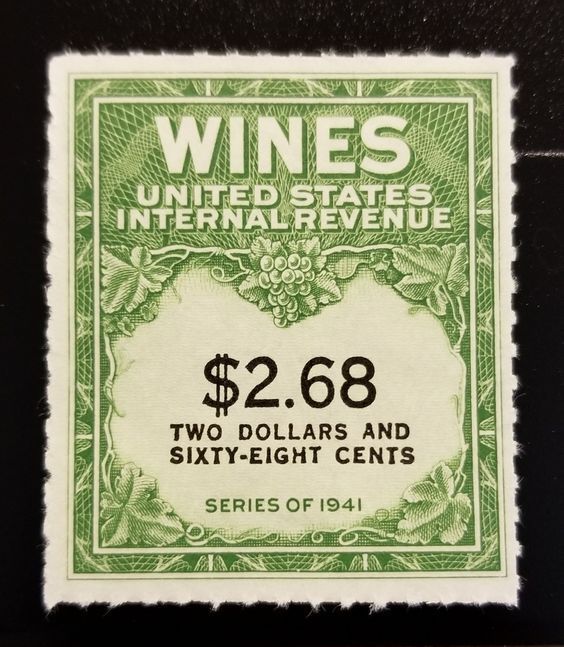 WINES
UNITED STATES
INTERNAL REVENUE
$2.68
TWO DOLLARS AND
SIXTY-EIGHT CENTS
SERIES OF 1941